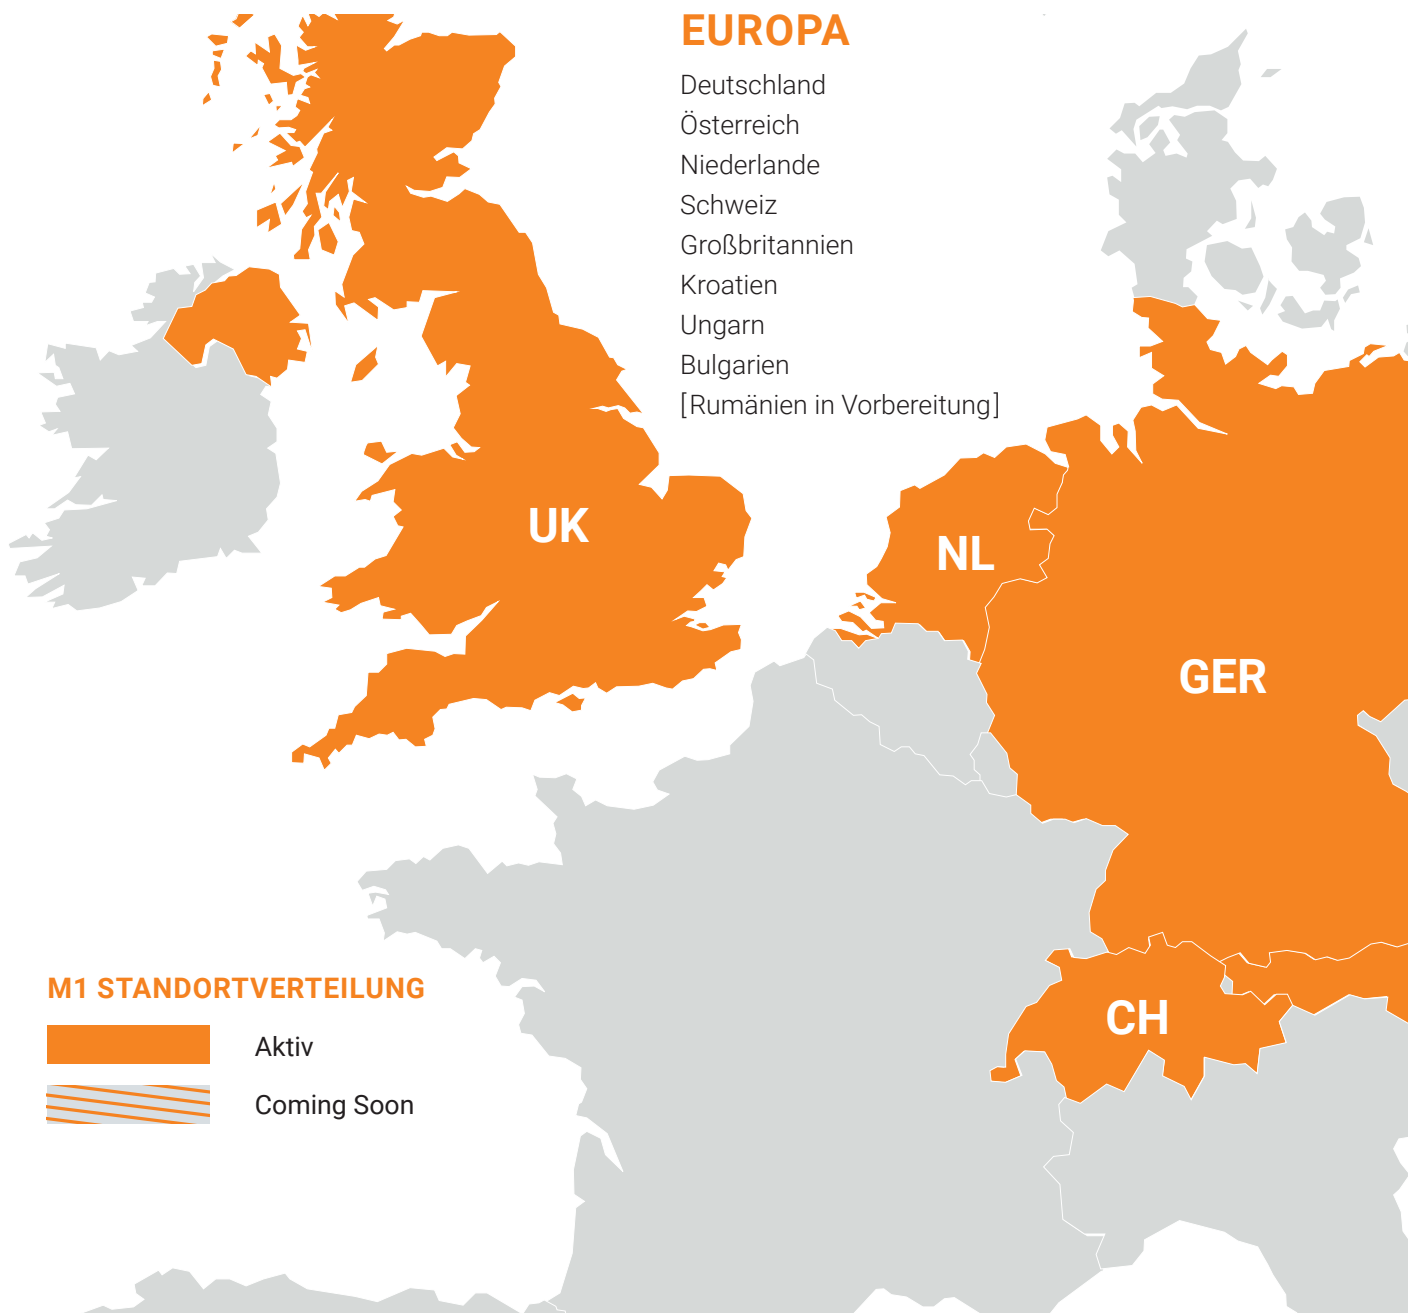 EUROPA
Deutschland
Österreich
Niederlande
Schweiz
Großbritannien
Kroatien
Ungarn
Bulgarien
[Rumänien in Vorbereitung]
UK
NL
GER
CH
M1 STANDORTVERTEILUNG
Aktiv
Coming Soon